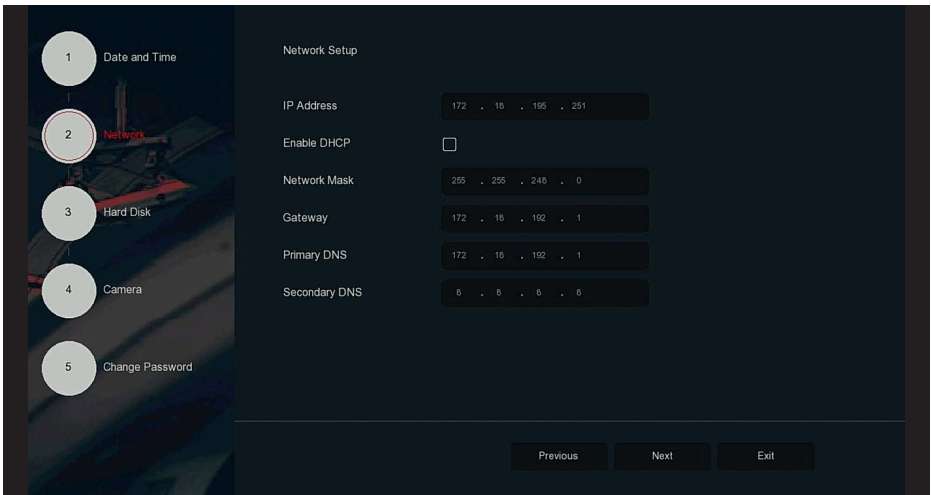 1 Date and Time
2 Network
3 Hard Disk
4 Camera
5 Change Password
Network Setup
IP Address 172 . 18 . 195 . 251
Enable DHCP
Network Mask 255 . 255 . 248 . 0
Gateway 172 . 18 . 192 . 1
Primary DNS 172 . 18 . 192 . 1
Secondary DNS 8 . 8 . 8 . 8
Previous Next Exit